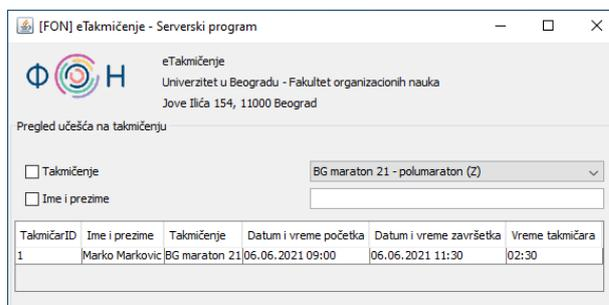 [FON] eTakmičenje - Serverski program
Ф Н
eTakmičenje
Univerzitet u Beogradu - Fakultet organizacionih nauka
Jove Ilića 154, 11000 Beograd
Pregled učešća na takmičenju
Takmičenje BG maraton 21 - polumaraton (Z)
Ime i prezime
TakmičarID Ime i prezime Takmičenje Datum i vreme početka Datum i vreme završetka Vreme takmičara
1 Marko Markovic BG maraton 21 06.06.2021 09:00 06.06.2021 11:30 02:30